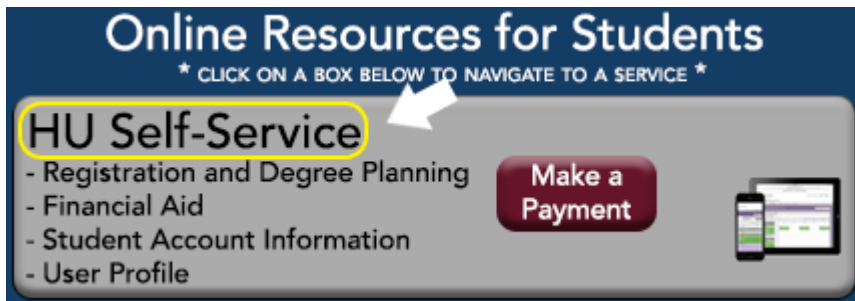 Online Resources for Students
* CLICK ON A BOX BELOW TO NAVIGATE TO A SERVICE *
HU Self-Service
- Registration and Degree Planning
- Financial Aid
- Student Account Information
- User Profile
Make a
Payment